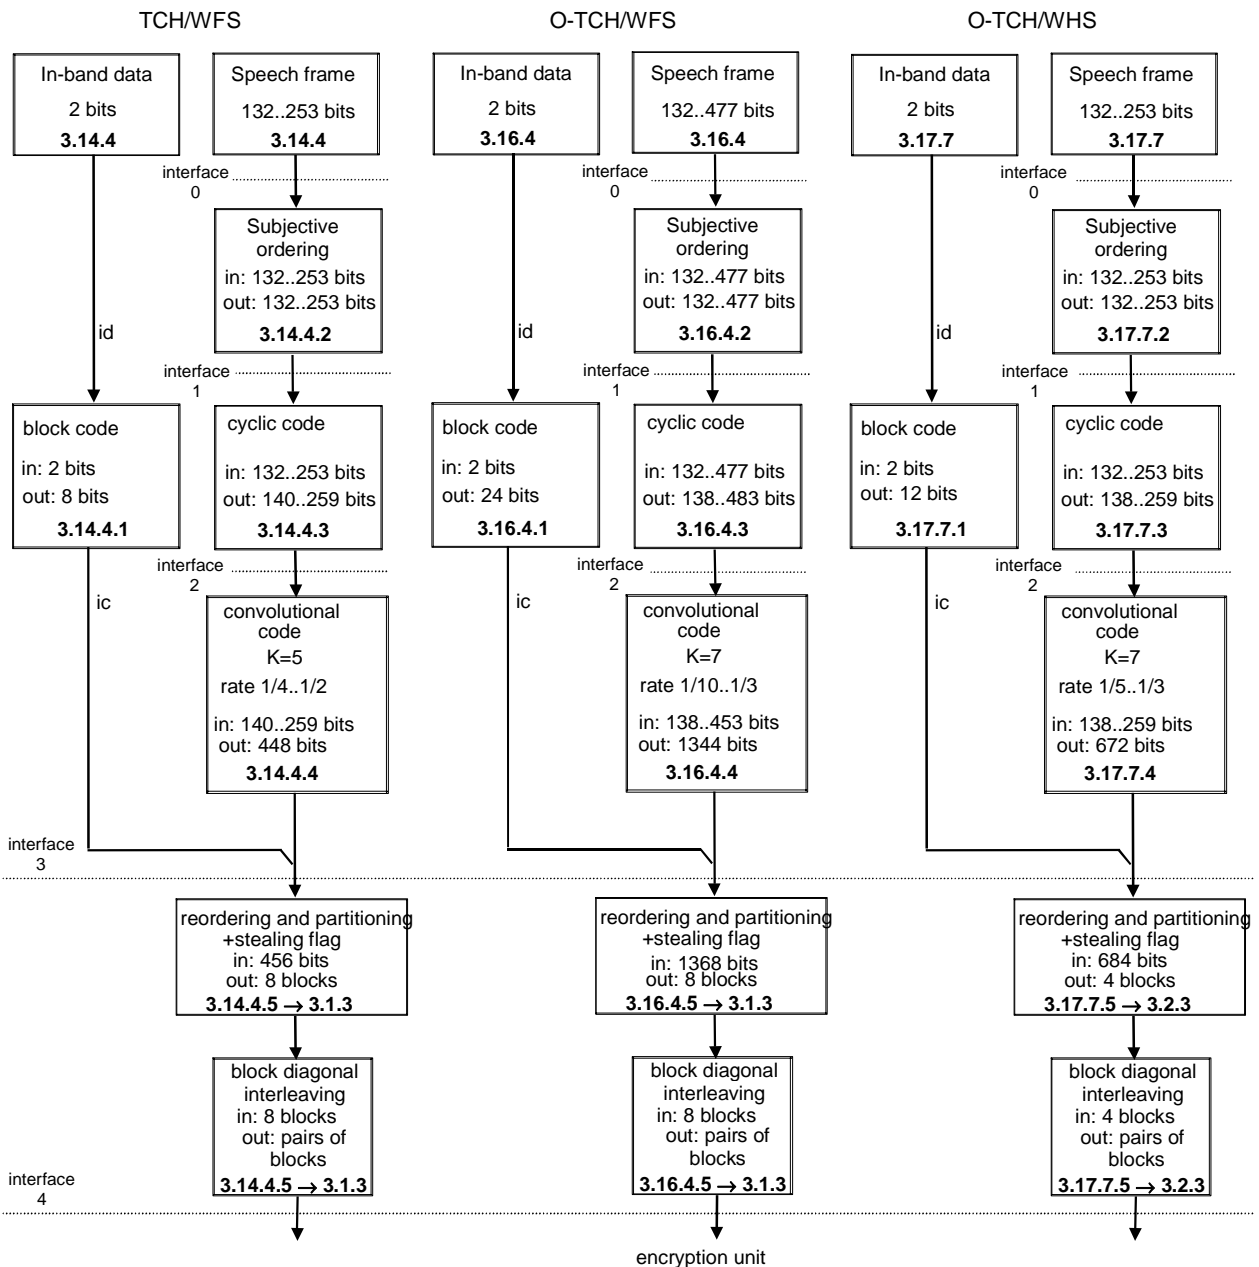 TCH/WFS
In-band data
2 bits
3.14.4
Speech frame
132..253 bits
3.14.4
interface
0
Subjective
ordering
in: 132..253 bits
out: 132..253 bits
3.14.4.2
id
interface
1
block code
in: 2 bits
out: 8 bits
3.14.4.1
cyclic code
in: 132..253 bits
out: 140..259 bits
3.14.4.3
interface
2
ic
convolutional
code
K=5
rate 1/4..1/2
in: 140..259 bits
out: 448 bits
3.14.4.4
interface
3
reordering and partitioning
+stealing flag
in: 456 bits
out: 8 blocks
3.14.4.5 → 3.1.3
block diagonal
interleaving
in: 8 blocks
out: pairs of
blocks
3.14.4.5 → 3.1.3
interface
4
O-TCH/WFS
In-band data
2 bits
3.16.4
Speech frame
132..477 bits
3.16.4
interface
0
Subjective
ordering
in: 132..477 bits
out: 132..477 bits
3.16.4.2
id
interface
1
block code
in: 2 bits
out: 24 bits
3.16.4.1
cyclic code
in: 132..477 bits
out: 138..483 bits
3.16.4.3
interface
2
ic
convolutional
code
K=7
rate 1/10..1/3
in: 138..453 bits
out: 1344 bits
3.16.4.4
reordering and partitioning
+stealing flag
in: 1368 bits
out: 8 blocks
3.16.4.5 → 3.1.3
block diagonal
interleaving
in: 8 blocks
out: pairs of
blocks
3.16.4.5 → 3.1.3
encryption unit
O-TCH/WHS
In-band data
2 bits
3.17.7
Speech frame
132..253 bits
3.17.7
interface
0
Subjective
ordering
in: 132..253 bits
out: 132..253 bits
3.17.7.2
id
interface
1
block code
in: 2 bits
out: 12 bits
3.17.7.1
cyclic code
in: 132..253 bits
out: 138..259 bits
3.17.7.3
interface
2
ic
convolutional
code
K=7
rate 1/5..1/3
in: 138..259 bits
out: 672 bits
3.17.7.4
reordering and partitioning
+stealing flag
in: 684 bits
out: 4 blocks
3.17.7.5 → 3.2.3
block diagonal
interleaving
in: 4 blocks
out: pairs of
blocks
3.17.7.5 → 3.2.3